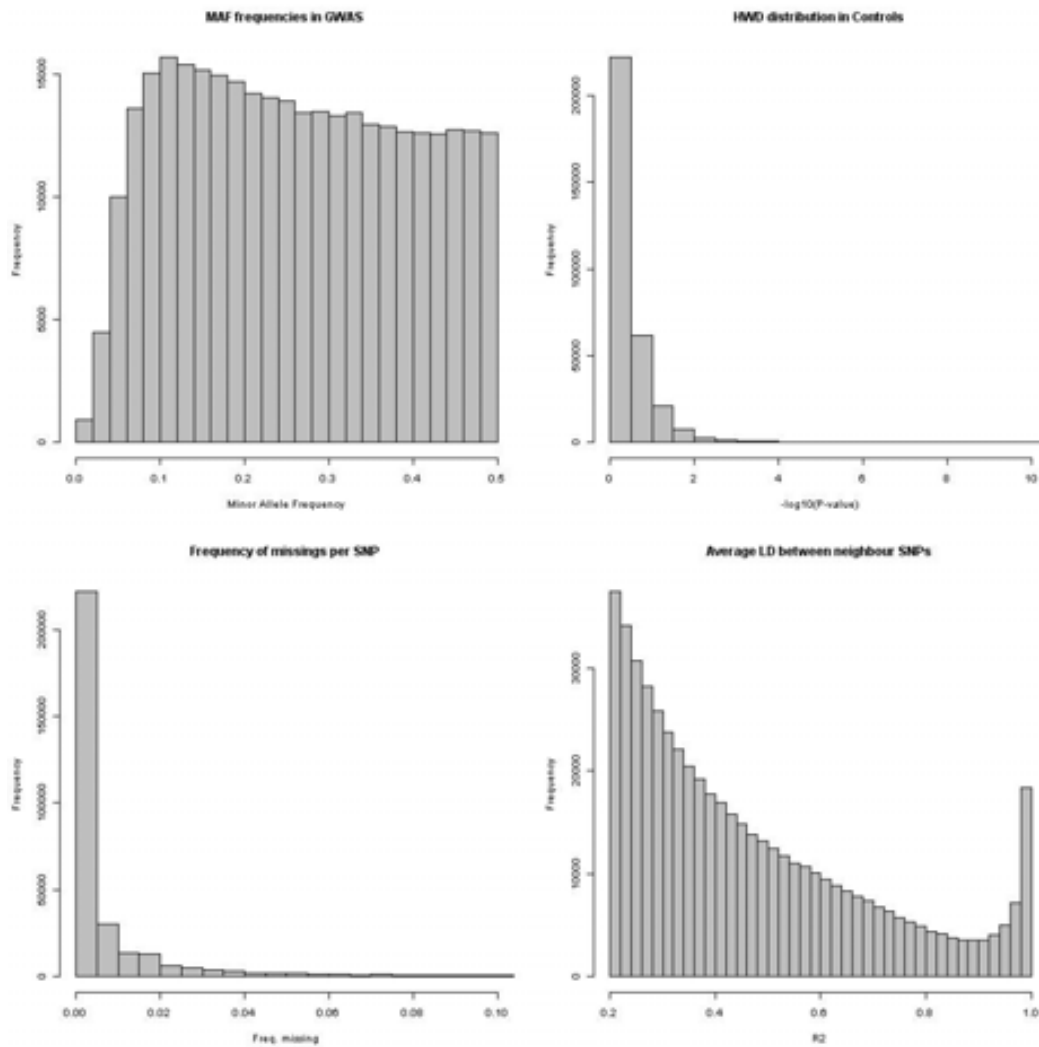 MAF frequencies in GWAS
Frequency
0 5000 10000 15000
0.0 0.1 0.2 0.3 0.4 0.5
Minor Allele Frequency
HWD distribution in Controls
Frequency
0 50000 100000 150000 200000
0 2 4 6 8 10
-log10(P-value)
Frequency of missings per SNP
Frequency
0 50000 100000 150000 200000
0.00 0.02 0.04 0.06 0.08 0.10
Freq. missing
Average LD between neighbour SNPs
Frequency
0 10000 20000 30000
0.2 0.4 0.6 0.8 1.0
R2